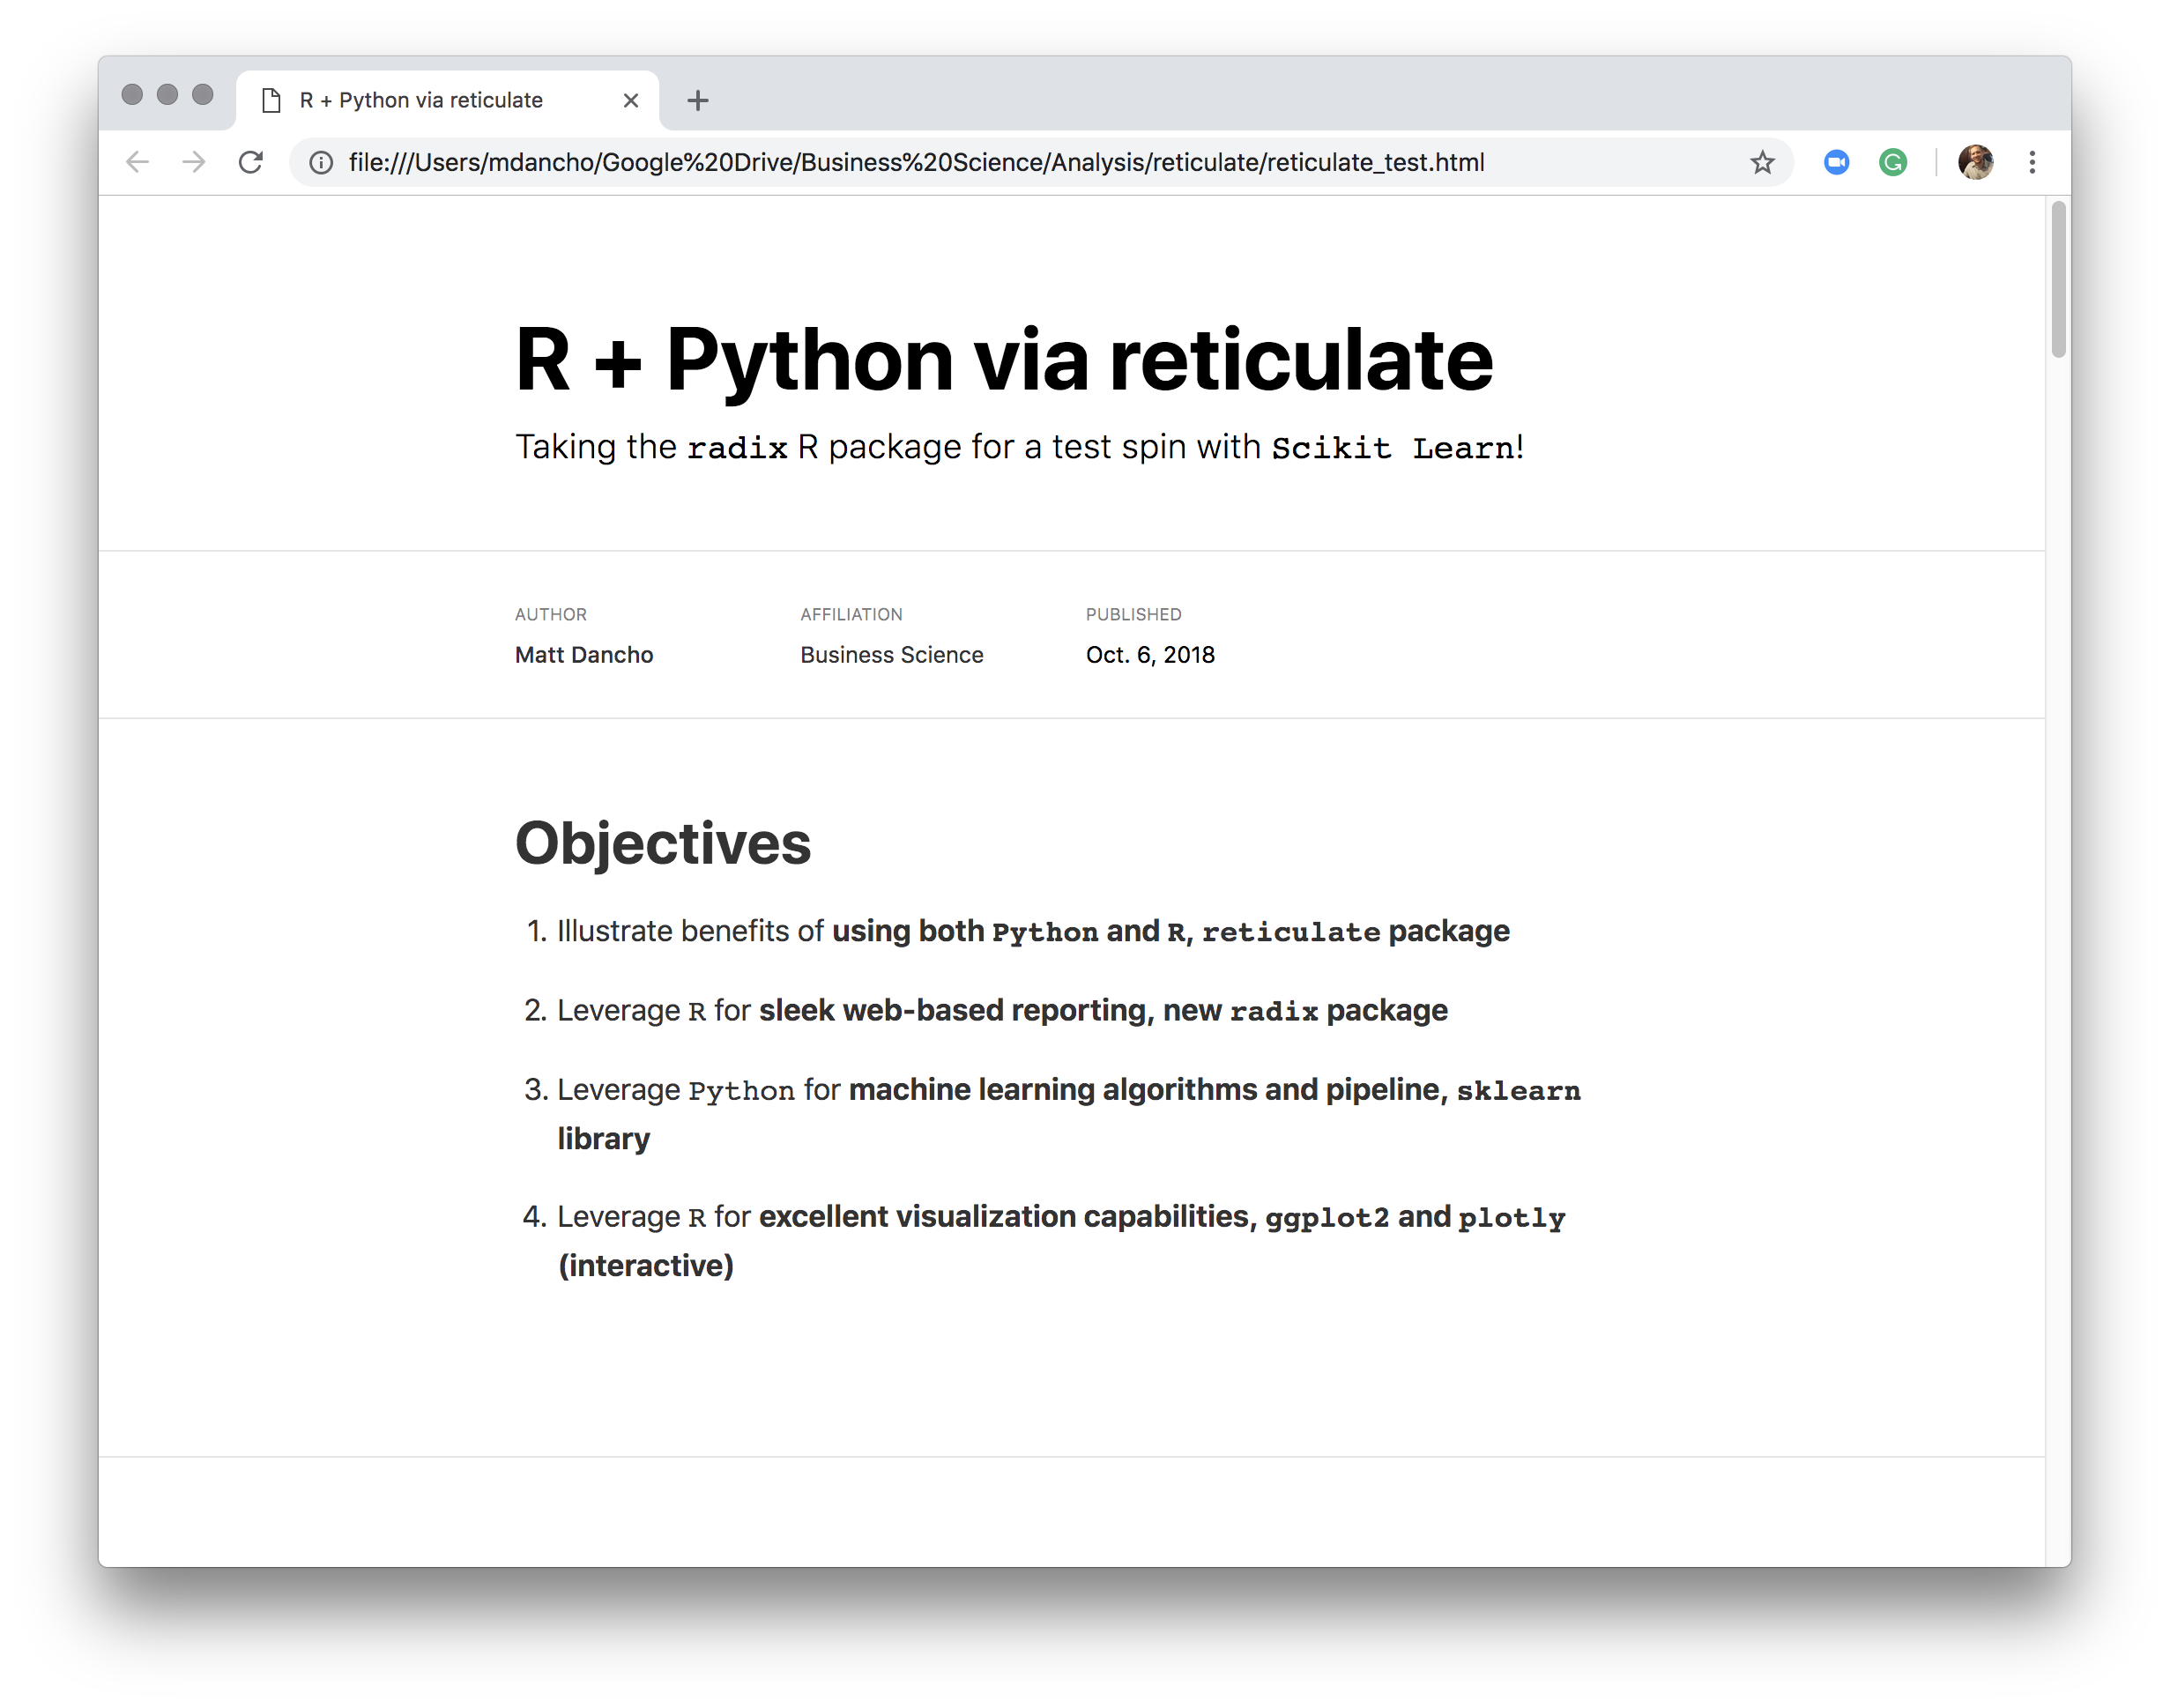 R + Python via reticulate
file:///Users/mdancho/Google%20Drive/Business%20Science/Analysis/reticulate/reticulate_test.html
R + Python via reticulate
Taking the radix R package for a test spin with Scikit Learn!
AUTHOR AFFILIATION PUBLISHED
Matt Dancho Business Science Oct. 6, 2018
Objectives
1. Illustrate benefits of using both Python and R, reticulate package
2. Leverage R for sleek web-based reporting, new radix package
3. Leverage Python for machine learning algorithms and pipeline, sklearn
library
4. Leverage R for excellent visualization capabilities, ggplot2 and plotly
(interactive)